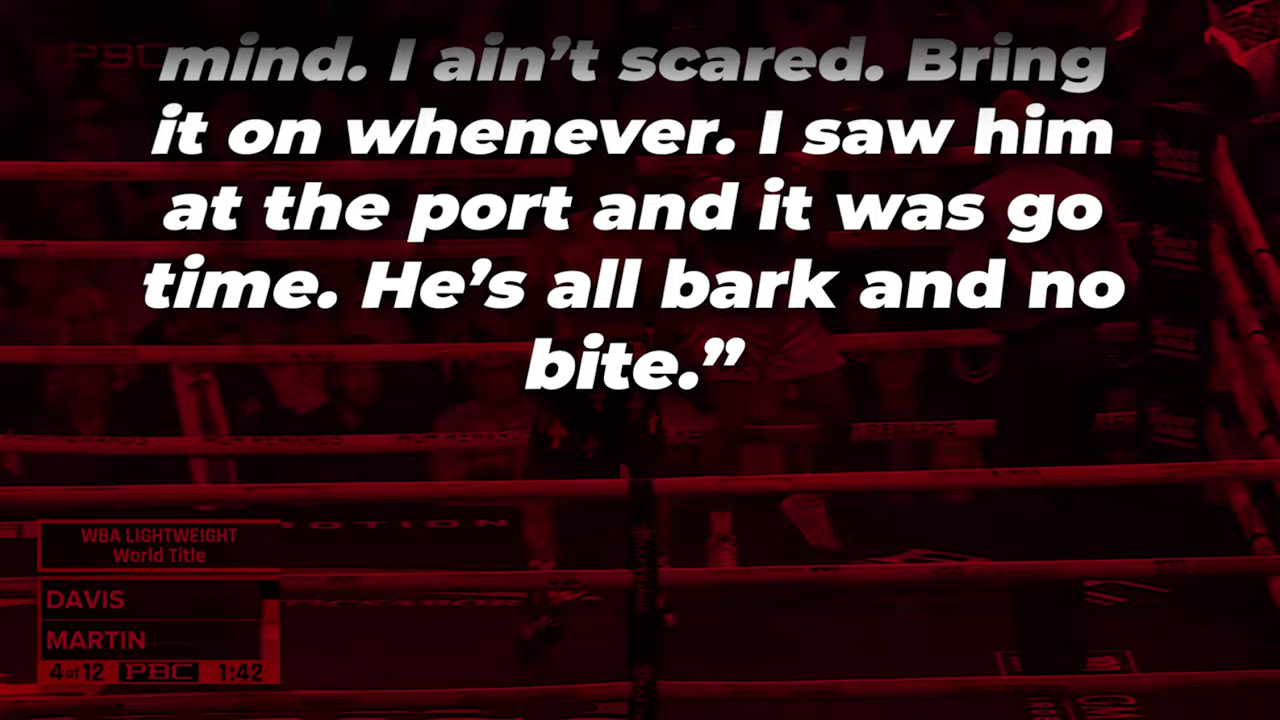 PBC
mind. I ain’t scared. Bring
it on whenever. I saw him
at the port and it was go
time. He’s all bark and no
bite.”
WBA LIGHTWEIGHT
World Title
DAVIS
MARTIN
4 of 12 PBC 1:42